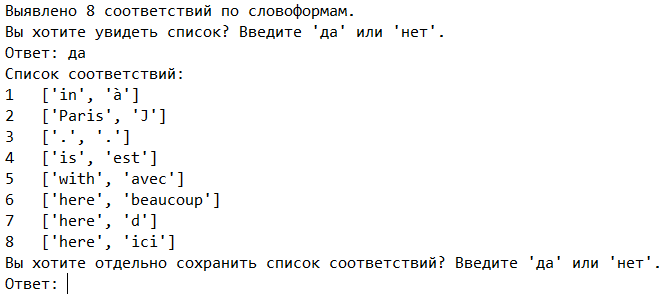 Выявлено 8 соответствий по словоформам.
Вы хотите увидеть список? Введите 'да' или 'нет'.
Ответ: да
Список соответствий:
1   ['in', 'à']
2   ['Paris', 'J']
3   ['.', '.']
4   ['is', 'est']
5   ['with', 'avec']
6   ['here', 'beaucoup']
7   ['here', 'd']
8   ['here', 'ici']
Вы хотите отдельно сохранить список соответствий? Введите 'да' или 'нет'.
Ответ: